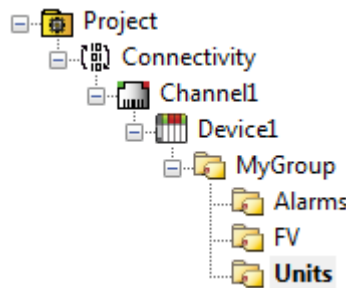 Project
Connectivity
Channel1
Device1
MyGroup
Alarms
FV
Units